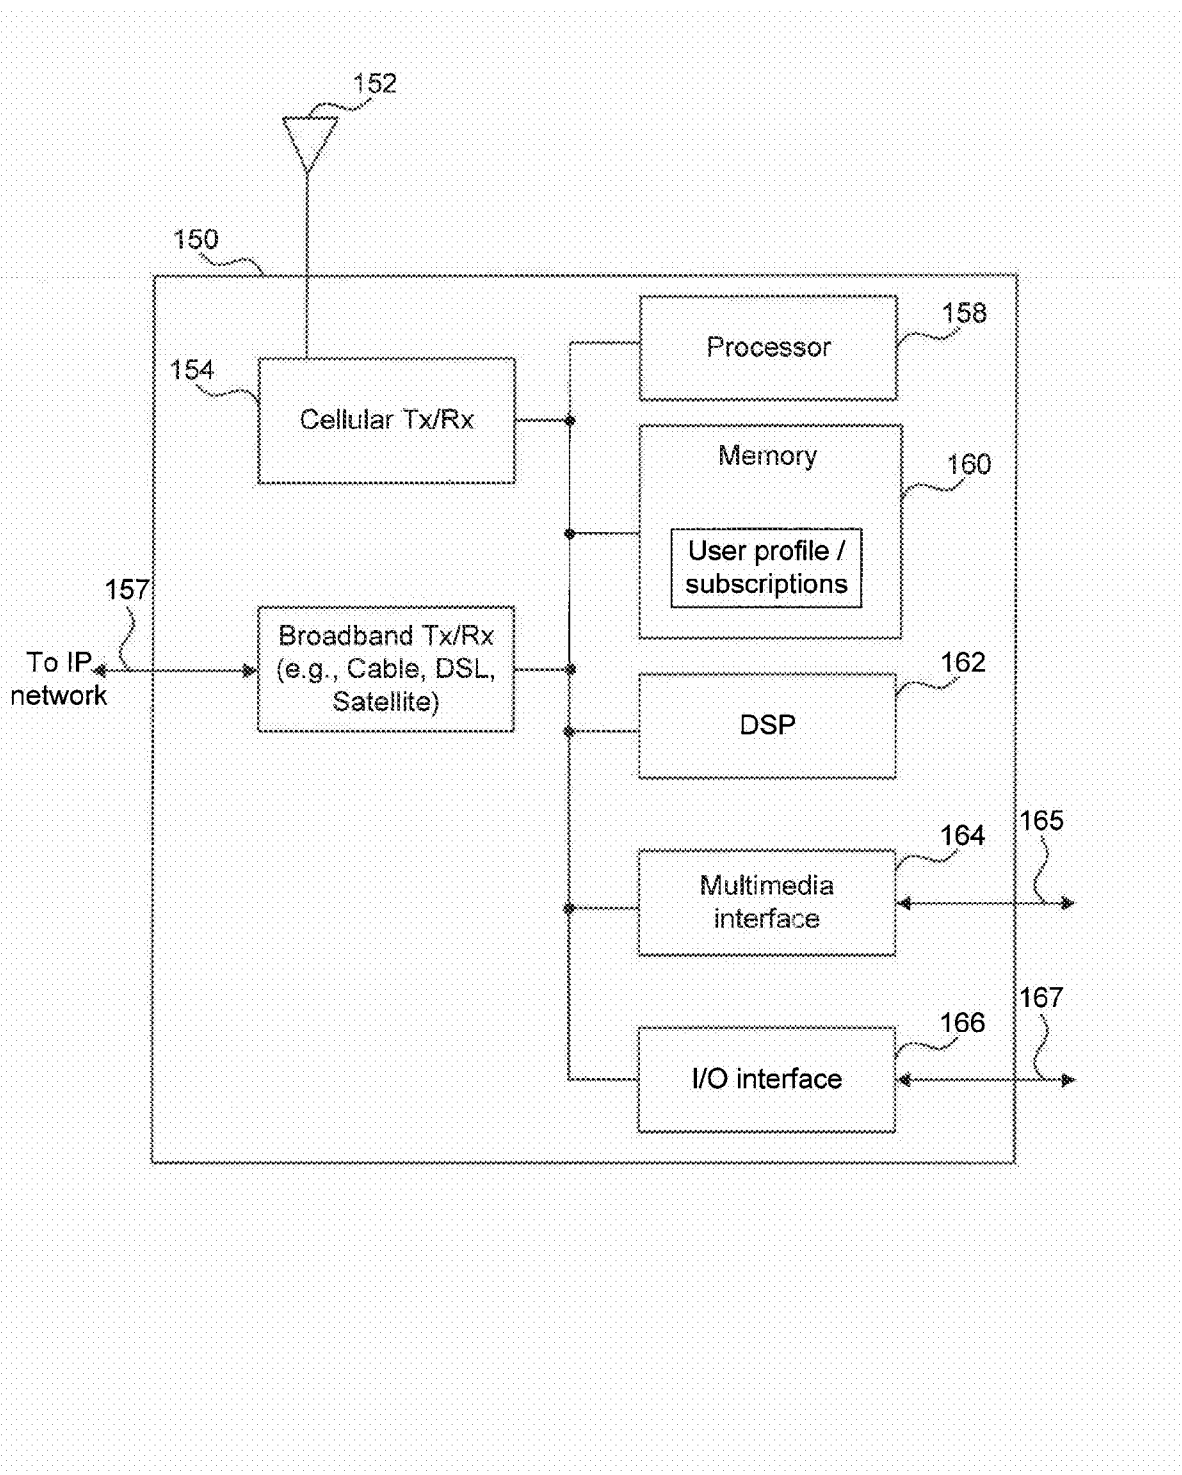 152
150
158
Processor
154
Cellular Tx/Rx
Memory
160
User profile /
subscriptions
157
Broadband Tx/Rx
(e.g., Cable, DSL,
Satellite)
To IP
network
162
DSP
165
164
Multimedia
interface
167
166
I/O interface